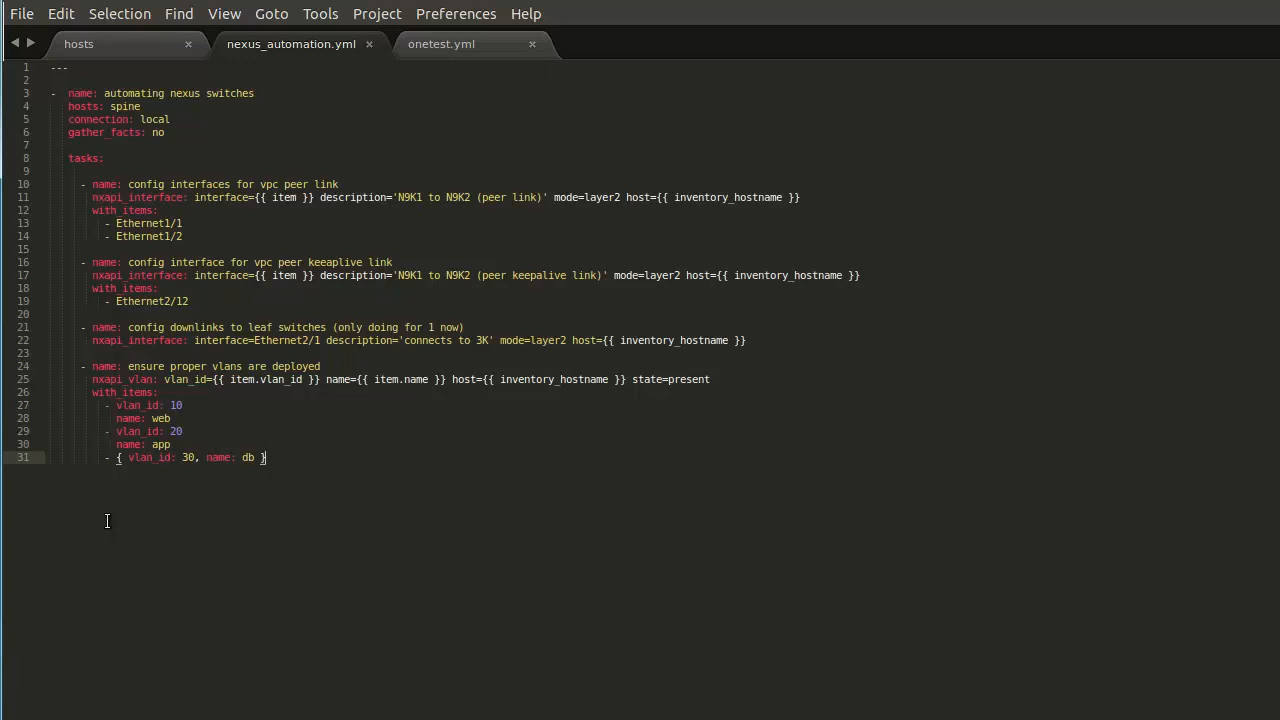 File Edit Selection Find View Goto Tools Project Preferences Help
hosts × nexus_automation.yml × onetest.yml ×
1 ---
2
3 - name: automating nexus switches
4 hosts: spine
5 connection: local
6 gather_facts: no
7
8 tasks:
9
10 - name: config interfaces for vpc peer link
11 nxapi_interface: interface={{ item }} description='N9K1 to N9K2 (peer link)' mode=layer2 host={{ inventory_hostname }}
12 with_items:
13 - Ethernet1/1
14 - Ethernet1/2
15
16 - name: config interface for vpc peer keeaplive link
17 nxapi_interface: interface={{ item }} description='N9K1 to N9K2 (peer keepalive link)' mode=layer2 host={{ inventory_hostname }}
18 with_items:
19 - Ethernet2/12
20
21 - name: config downlinks to leaf switches (only doing for 1 now)
22 nxapi_interface: interface=Ethernet2/1 description='connects to 3K' mode=layer2 host={{ inventory_hostname }}
23
24 - name: ensure proper vlans are deployed
25 nxapi_vlan: vlan_id={{ item.vlan_id }} name={{ item.name }} host={{ inventory_hostname }} state=present
26 with_items:
27 - vlan_id: 10
28 name: web
29 - vlan_id: 20
30 name: app
31 - { vlan_id: 30, name: db }